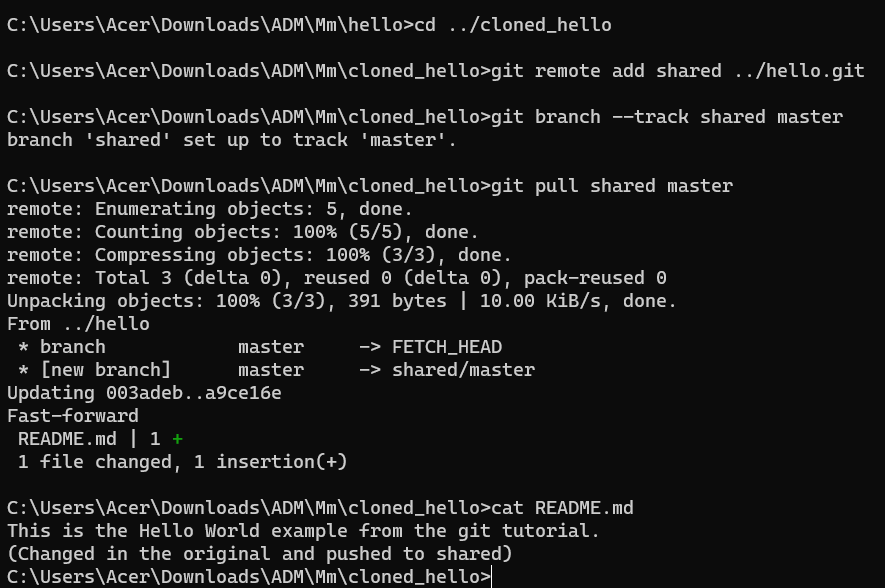 C:\Users\Acer\Downloads\ADM\Mm\hello>cd ../cloned_hello
C:\Users\Acer\Downloads\ADM\Mm\cloned_hello>git remote add shared ../hello.git
C:\Users\Acer\Downloads\ADM\Mm\cloned_hello>git branch --track shared master
branch 'shared' set up to track 'master'.
C:\Users\Acer\Downloads\ADM\Mm\cloned_hello>git pull shared master
remote: Enumerating objects: 5, done.
remote: Counting objects: 100% (5/5), done.
remote: Compressing objects: 100% (3/3), done.
remote: Total 3 (delta 0), reused 0 (delta 0), pack-reused 0
Unpacking objects: 100% (3/3), 391 bytes | 10.00 KiB/s, done.
From ../hello
 * branch            master     -> FETCH_HEAD
 * [new branch]      master     -> shared/master
Updating 003adeb..a9ce16e
Fast-forward
 README.md | 1 +
 1 file changed, 1 insertion(+)
C:\Users\Acer\Downloads\ADM\Mm\cloned_hello>cat README.md
This is the Hello World example from the git tutorial.
(Changed in the original and pushed to shared)
C:\Users\Acer\Downloads\ADM\Mm\cloned_hello>